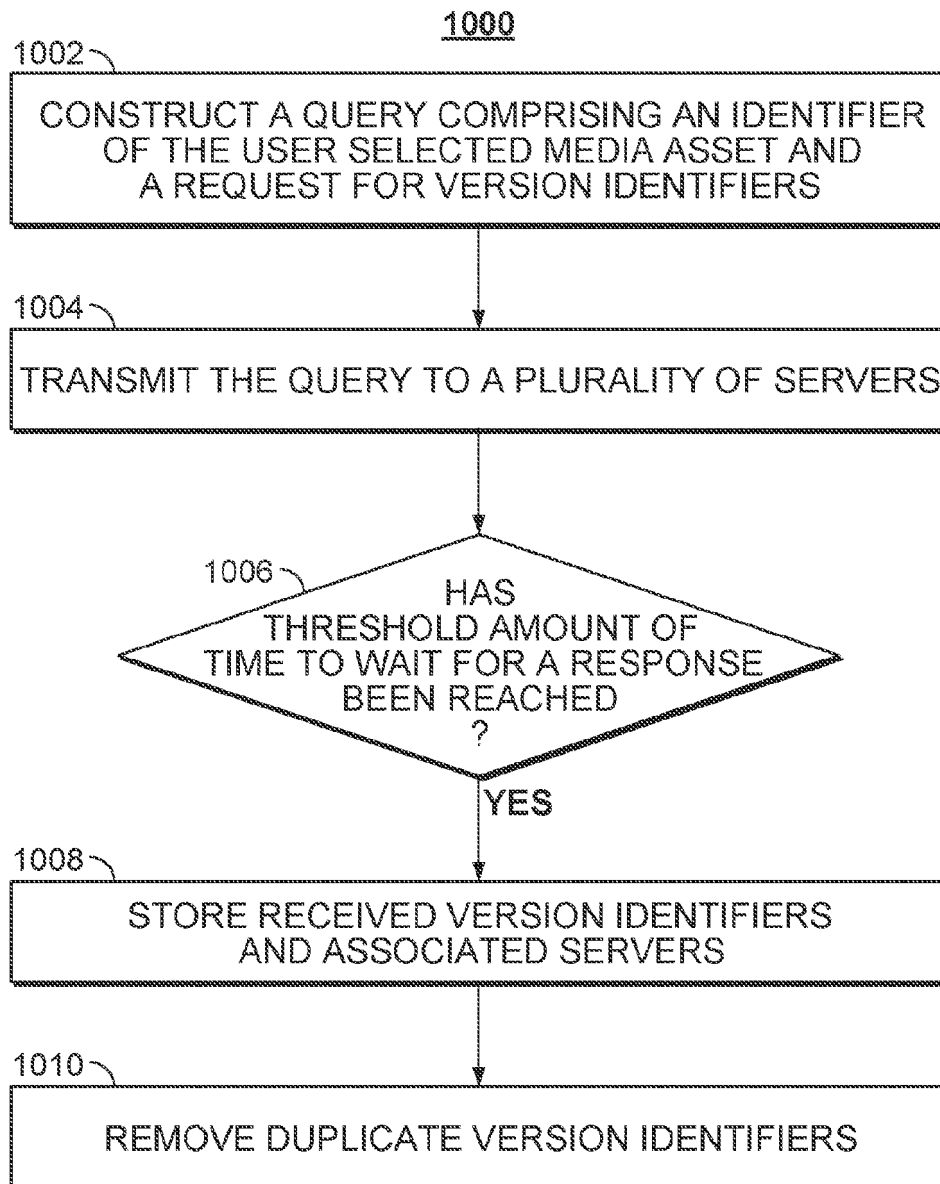 1000
1002
CONSTRUCT A QUERY COMPRISING AN IDENTIFIER
OF THE USER SELECTED MEDIA ASSET AND
A REQUEST FOR VERSION IDENTIFIERS
1004
TRANSMIT THE QUERY TO A PLURALITY OF SERVERS
1006
HAS
THRESHOLD AMOUNT OF
TIME TO WAIT FOR A RESPONSE
BEEN REACHED
?
YES
1008
STORE RECEIVED VERSION IDENTIFIERS
AND ASSOCIATED SERVERS
1010
REMOVE DUPLICATE VERSION IDENTIFIERS